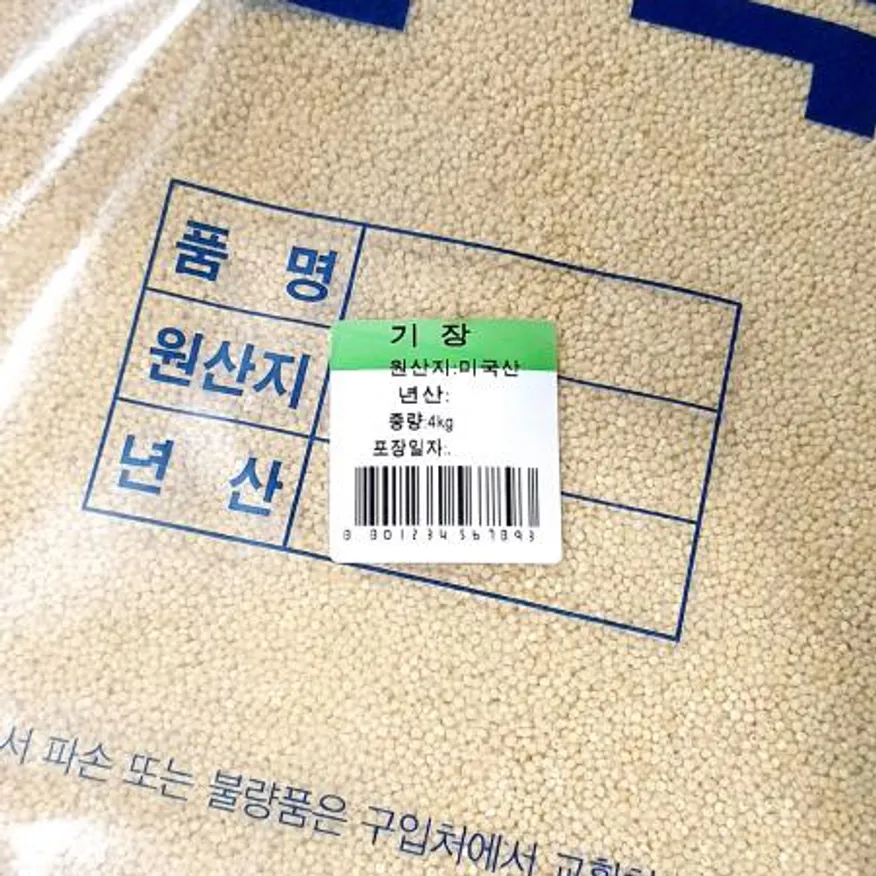 품 명
원산지
년 산
기 장
원산지:미국산
년산:
중량:4kg
포장일자:.
8 801234 567893
서 파손 또는 불량품은 구입처에서